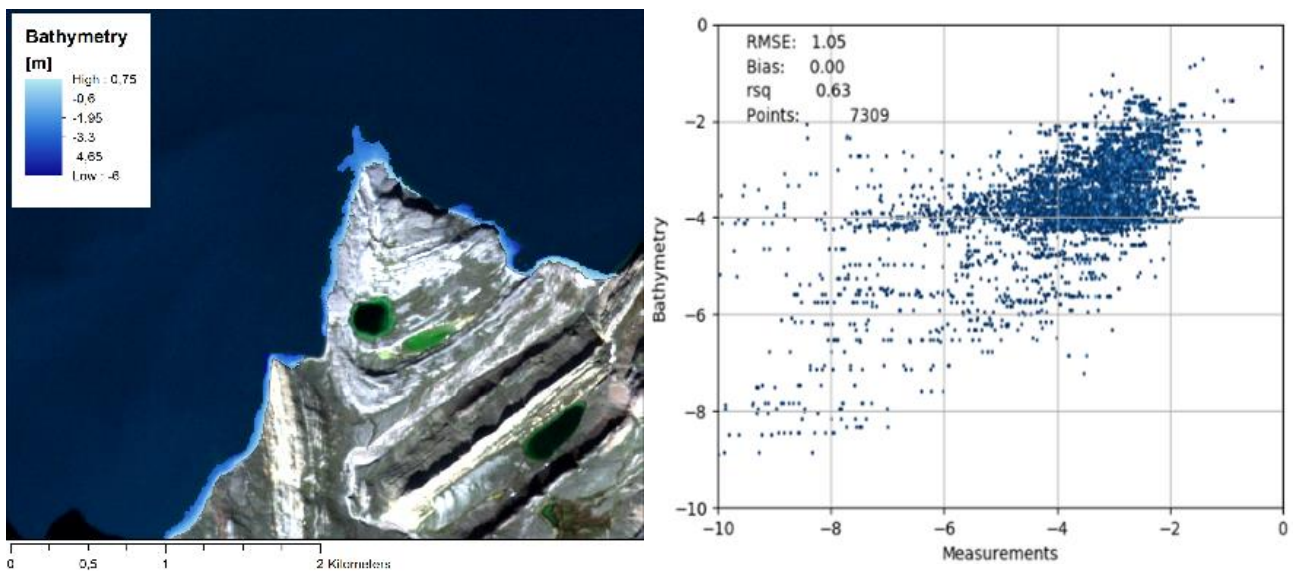 Bathymetry
[m]
High : 0,75
-0,6
-1.95
-3.3
4,65
Low : -6
0 0,5 1 2 Kilometers
RMSE: 1.05
Bias: 0.00
rsq 0.63
Points: 7309
0
−2
−4
−6
−8
−10
Bathymetry
−10 −8 −6 −4 −2 0
Measurements